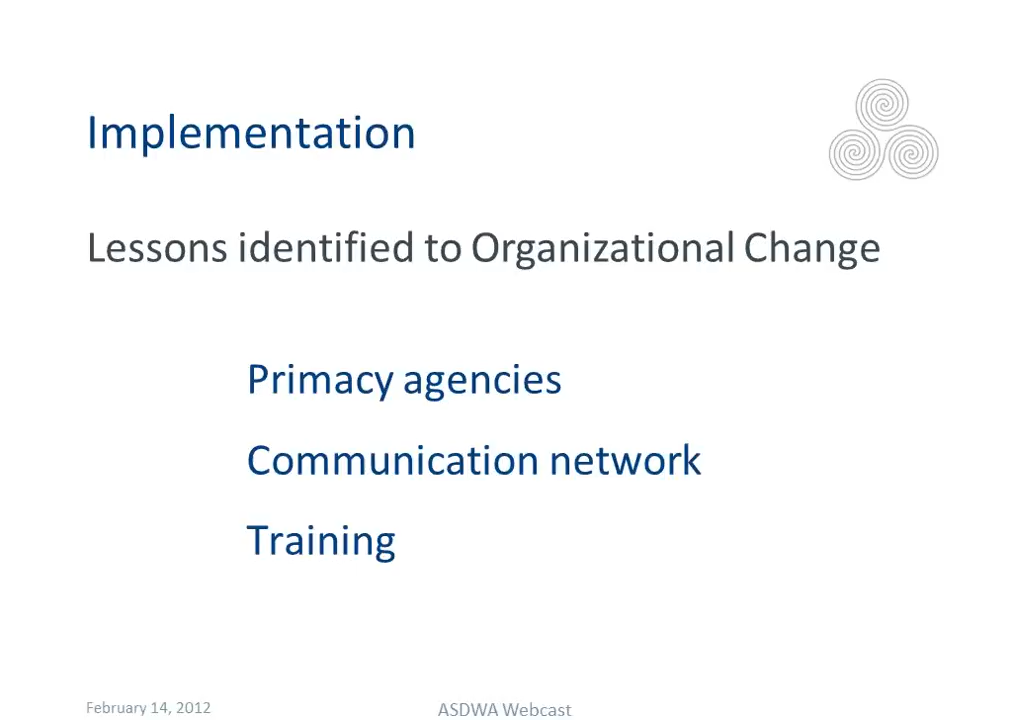 Implementation
Lessons identified to Organizational Change
Primacy agencies
Communication network
Training
February 14, 2012
ASDWA Webcast